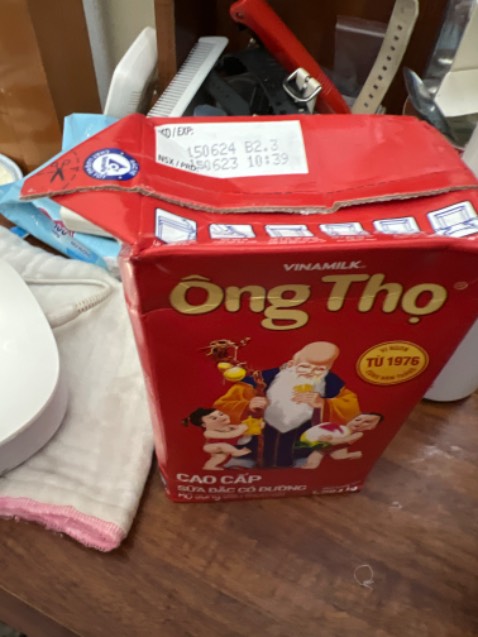 KD/EXP:
150624 B2.3
NSX/PRD:
150623 10:39
VINAMILK
Ông Thọ
TỪ 1976
CAO CẤP
SỮA ĐẶC CÓ ĐƯỜNG